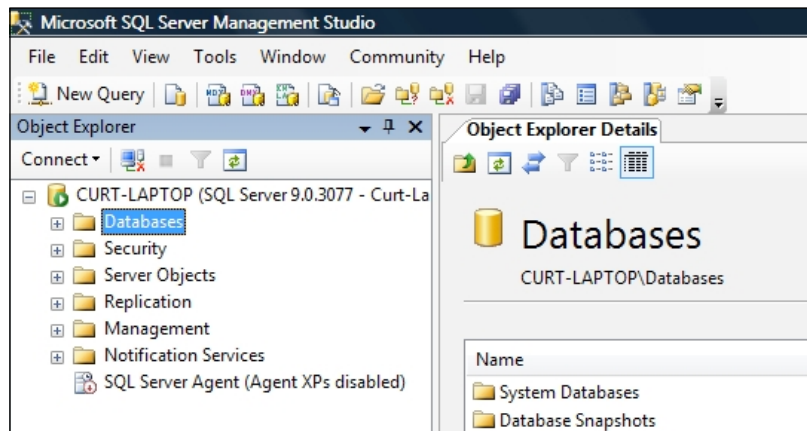 Microsoft SQL Server Management Studio
File Edit View Tools Window Community Help
New Query
Object Explorer
Connect
CURT-LAPTOP (SQL Server 9.0.3077 - Curt-La
Databases
Security
Server Objects
Replication
Management
Notification Services
SQL Server Agent (Agent XPs disabled)
Object Explorer Details
Databases
CURT-LAPTOP\Databases
Name
System Databases
Database Snapshots